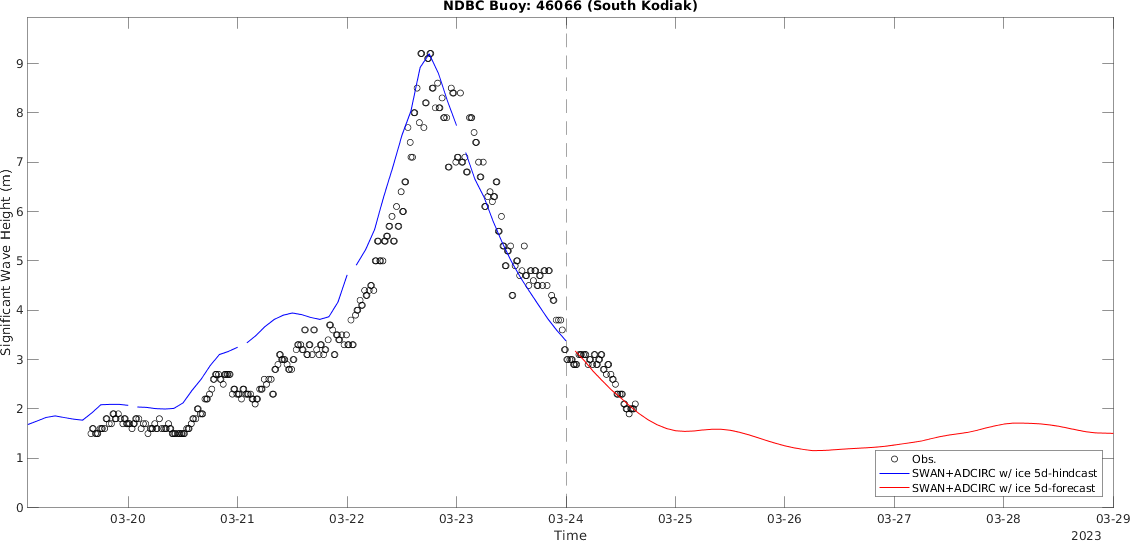 NDBC Buoy: 46066 (South Kodiak)
Significant Wave Height (m)
9
8
7
6
5
4
3
2
1
0
Obs.
SWAN+ADCIRC w/ ice 5d-hindcast
SWAN+ADCIRC w/ ice 5d-forecast
03-20 03-21 03-22 03-23 03-24 03-25 03-26 03-27 03-28 03-29
Time
2023